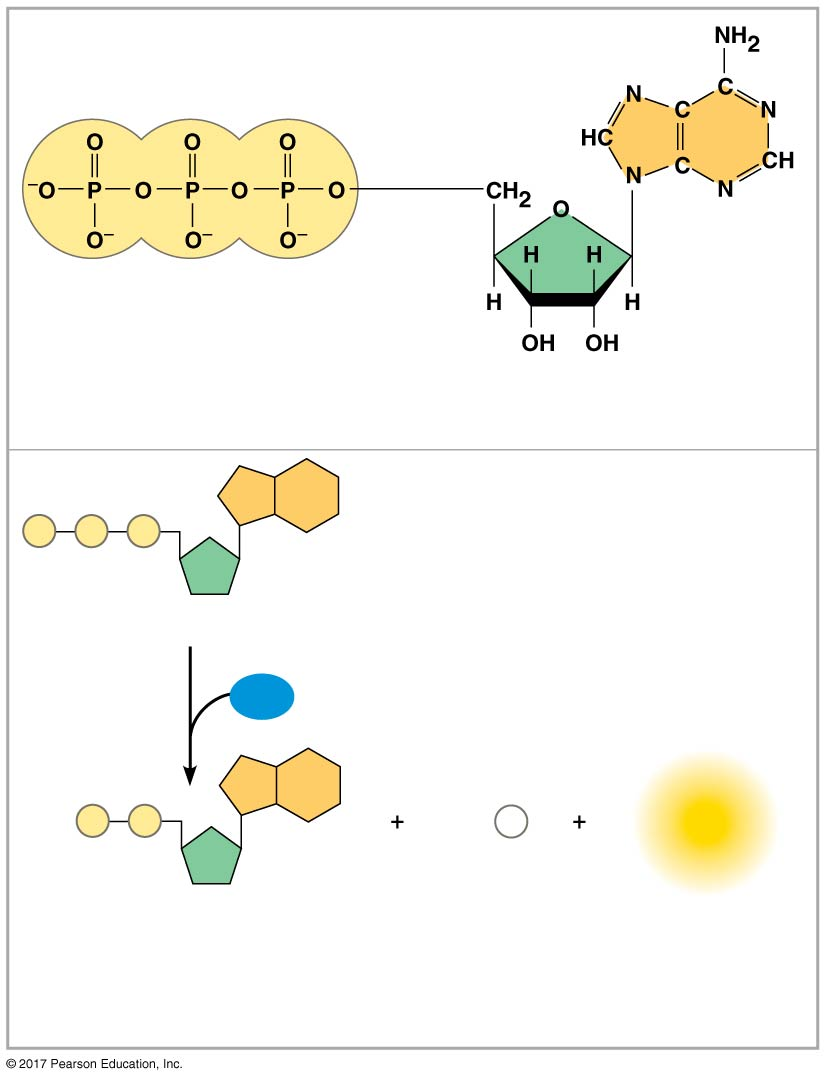 NH2
N
C
N
HC
C
CH
N
C
N
O O O
-O P O P O P O CH2
O- O- O-
O
H H
H H
OH OH
+ +
© 2017 Pearson Education, Inc.